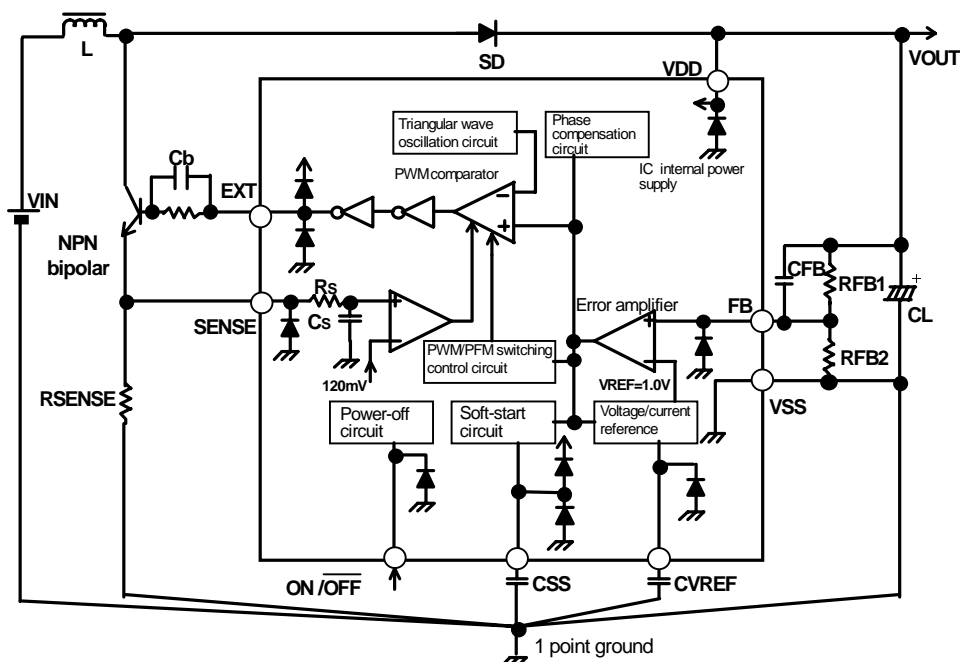 L
SD
VOUT
VDD
Triangular wave
oscillation circuit
Phase
compensation
circuit
IC internal power
supply
PWM comparator
Cb
EXT
VIN
NPN
bipolar
−
+
RS
CS
SENSE
+
−
120mV
Error amplifier
FB
CFB
RFB1
+
CL
RFB2
+
−
PWM/PFM switching
control circuit
VREF=1.0V
VSS
RSENSE
Power-off
circuit
Soft-start
circuit
Voltage/current
reference
ON /OFF
CSS
CVREF
1 point ground